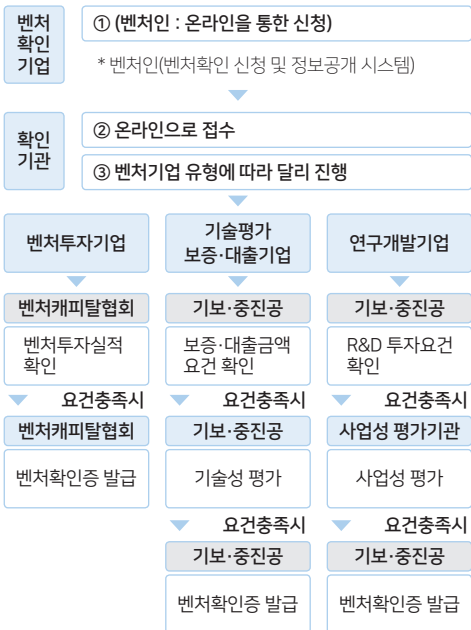 벤처
확인
기업
① (벤처인 : 온라인을 통한 신청)
* 벤처인(벤처확인 신청 및 정보공개 시스템)
확인
기관
② 온라인으로 접수
③ 벤처기업 유형에 따라 달리 진행
벤처투자기업
기술평가
보증·대출기업
연구개발기업
벤처캐피탈협회
기보·중진공
기보·중진공
벤처투자실적
확인
보증·대출금액
요건 확인
R&D 투자요건
확인
요건충족시
요건충족시
요건충족시
벤처캐피탈협회
기보·중진공
사업성 평가기관
벤처확인증 발급
기술성 평가
사업성 평가
요건충족시
요건충족시
기보·중진공
기보·중진공
벤처확인증 발급
벤처확인증 발급